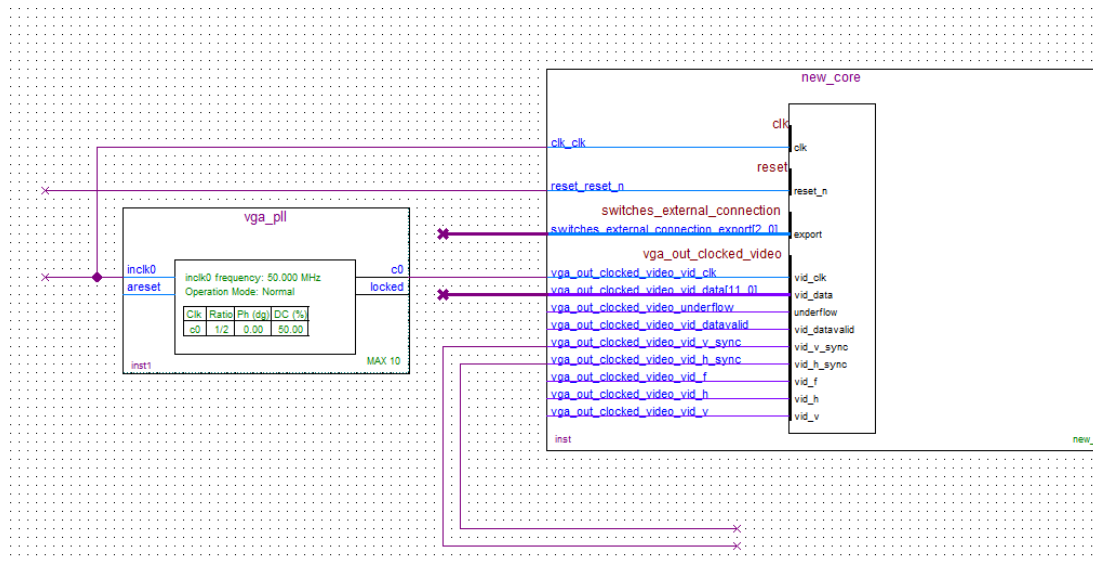 new_core
clk
clk_clk
clk
reset
reset_reset_n
reset_n
switches_external_connection
switches_external_connection_export[2..0]
export
vga_out_clocked_video
vga_out_clocked_video_vid_clk
vid_clk
vga_out_clocked_video_vid_data[11..0]
vid_data
vga_out_clocked_video_underflow
underflow
vga_out_clocked_video_vid_datavalid
vid_datavalid
vga_out_clocked_video_vid_v_sync
vid_v_sync
vga_out_clocked_video_vid_h_sync
vid_h_sync
vga_out_clocked_video_vid_f
vid_f
vga_out_clocked_video_vid_h
vid_h
vga_out_clocked_video_vid_v
vid_v
inst
new_
vga_pll
inclk0
areset
inclk0 frequency: 50.000 MHz
Operation Mode: Normal
Clk Ratio Ph (dg) DC (%)
c0 1/2 0.00 50.00
c0
locked
inst1
MAX 10